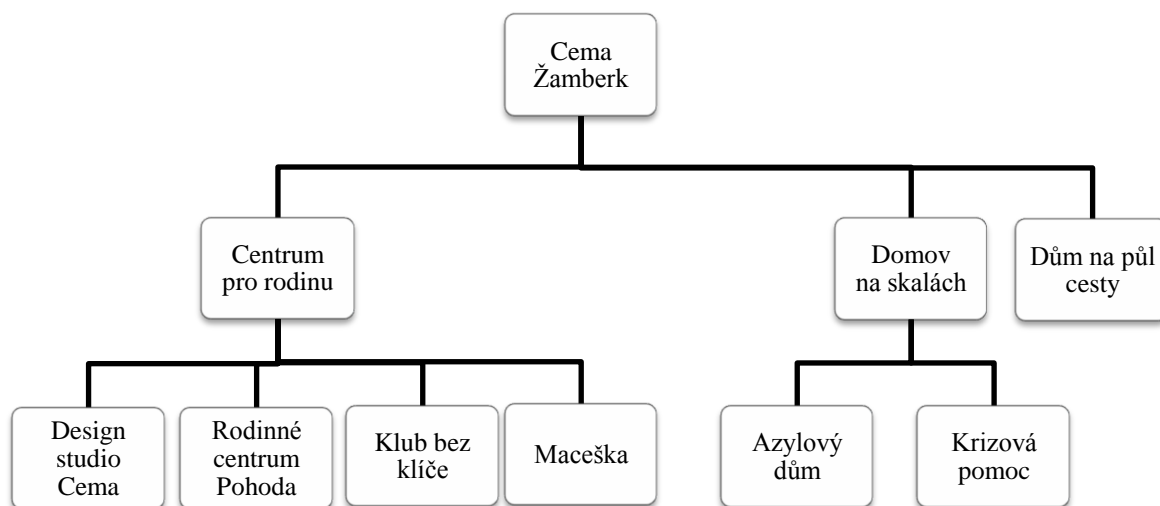 Cema
Žamberk
Centrum
pro rodinu
Domov
na skalách
Dům na půl
cesty
Design
studio
Cema
Rodinné
centrum
Pohoda
Klub bez
klíče
Maceška
Azylový
dům
Krizová
pomoc